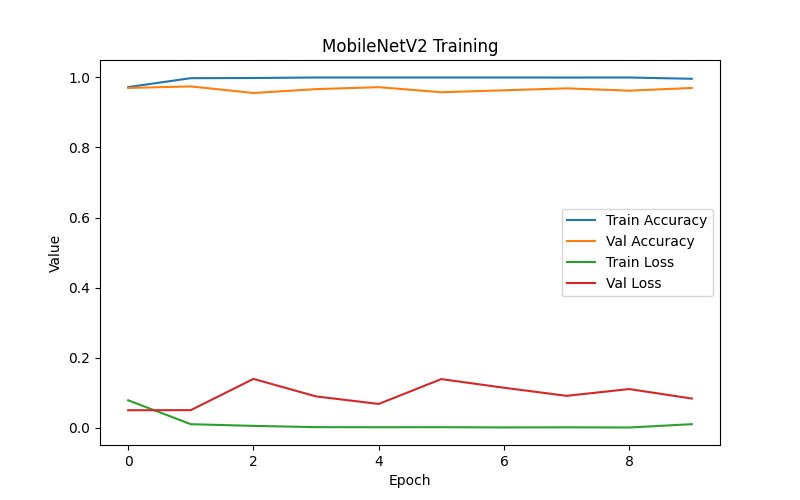 MobileNetV2 Training
1.0
0.8
0.6
0.4
0.2
0.0
Value
Train Accuracy
Val Accuracy
Train Loss
Val Loss
0 2 4 6 8
Epoch